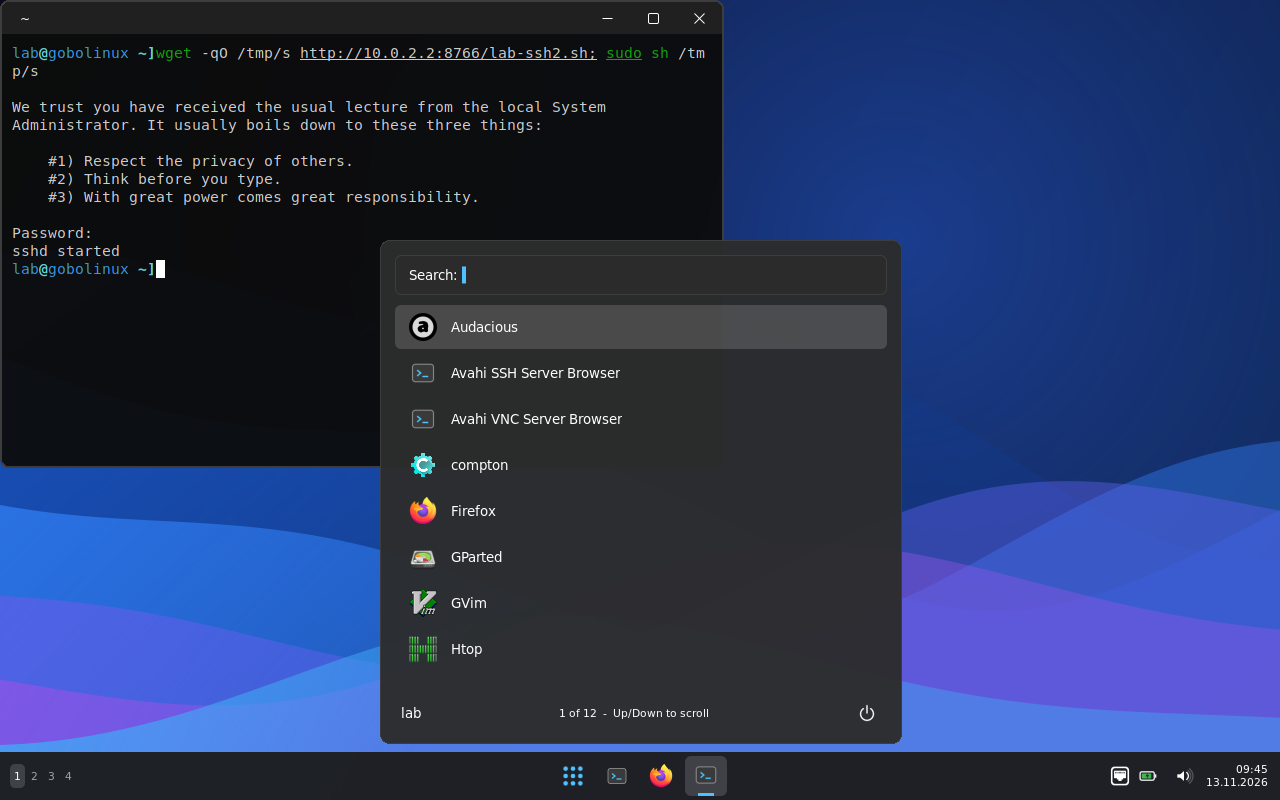 ~
lab@gobolinux ~]wget -qO /tmp/s http://10.0.2.2:8766/lab-ssh2.sh; sudo sh /tm
p/s
We trust you have received the usual lecture from the local System
Administrator. It usually boils down to these three things:
#1) Respect the privacy of others.
#2) Think before you type.
#3) With great power comes great responsibility.
Password:
sshd started
lab@gobolinux ~]
Search:
Audacious
Avahi SSH Server Browser
Avahi VNC Server Browser
compton
Firefox
GParted
GVim
Htop
lab
1 of 12 - Up/Down to scroll
1 2 3 4
09:45
13.11.2026